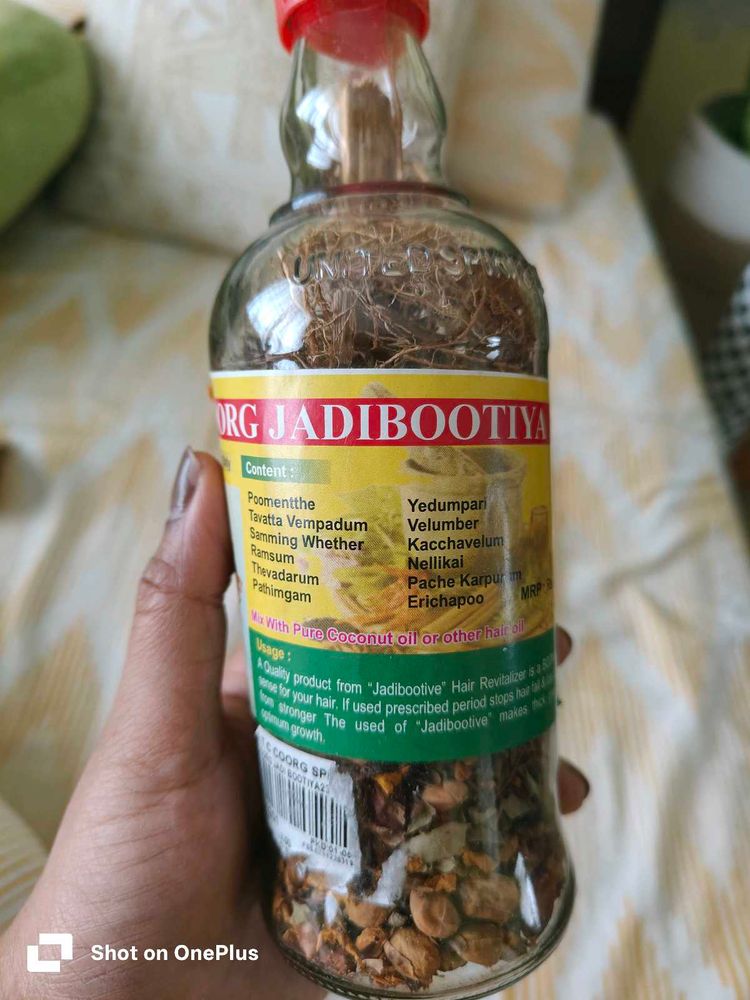 UNITED SPIRI
ORG JADIBOOTIYA
Content :
Poomentthe
Tavatta Vempadum
Samming Whether
Ramsum
Thevadarum
Pathimgam
Yedumpari
Velumber
Kacchavelum
Nellikai
Pache Karpuram
Erichapoo
MRP
Mix With Pure Coconut oil or other hair oil
Usage :
A Quality product from "Jadibootive" Hair Revitalizer is a
sense for your hair. If used prescribed period stops hair fall &
from stronger The used of "Jadibootive" makes thick
optimum growth.
COORG SP
BOOTIYA
Shot on OnePlus